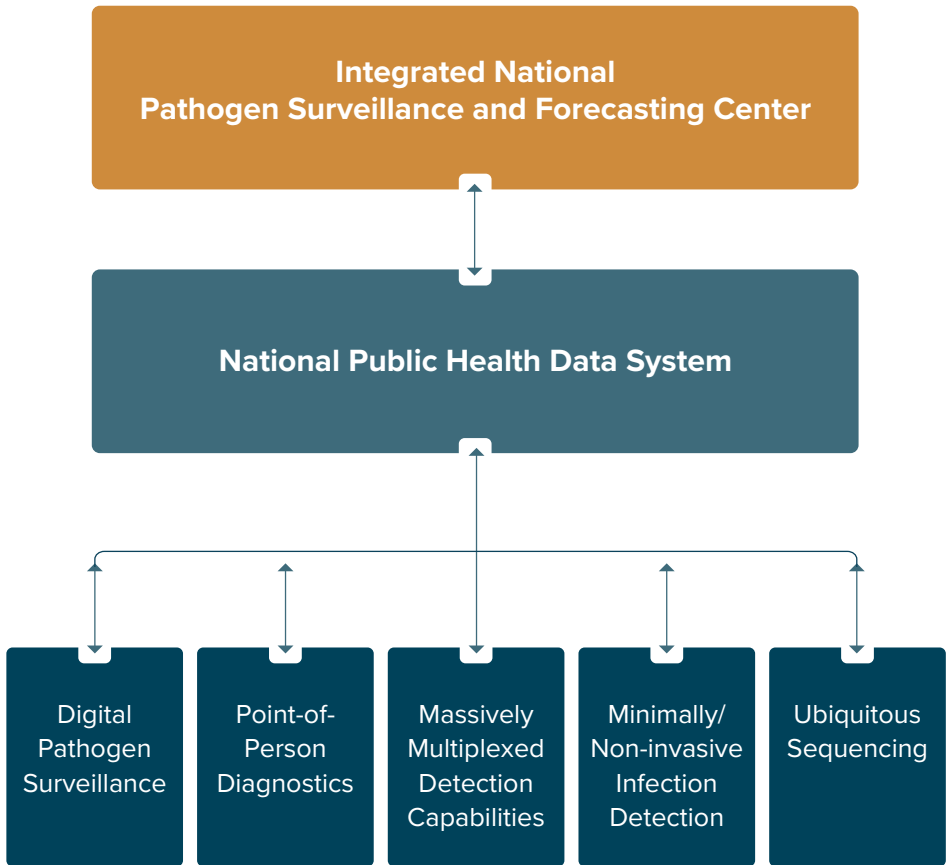 Integrated National
Pathogen Surveillance and Forecasting Center
National Public Health Data System
Digital
Pathogen
Surveillance
Point-of-
Person
Diagnostics
Massively
Multiplexed
Detection
Capabilities
Minimally/
Non-invasive
Infection
Detection
Ubiquitous
Sequencing